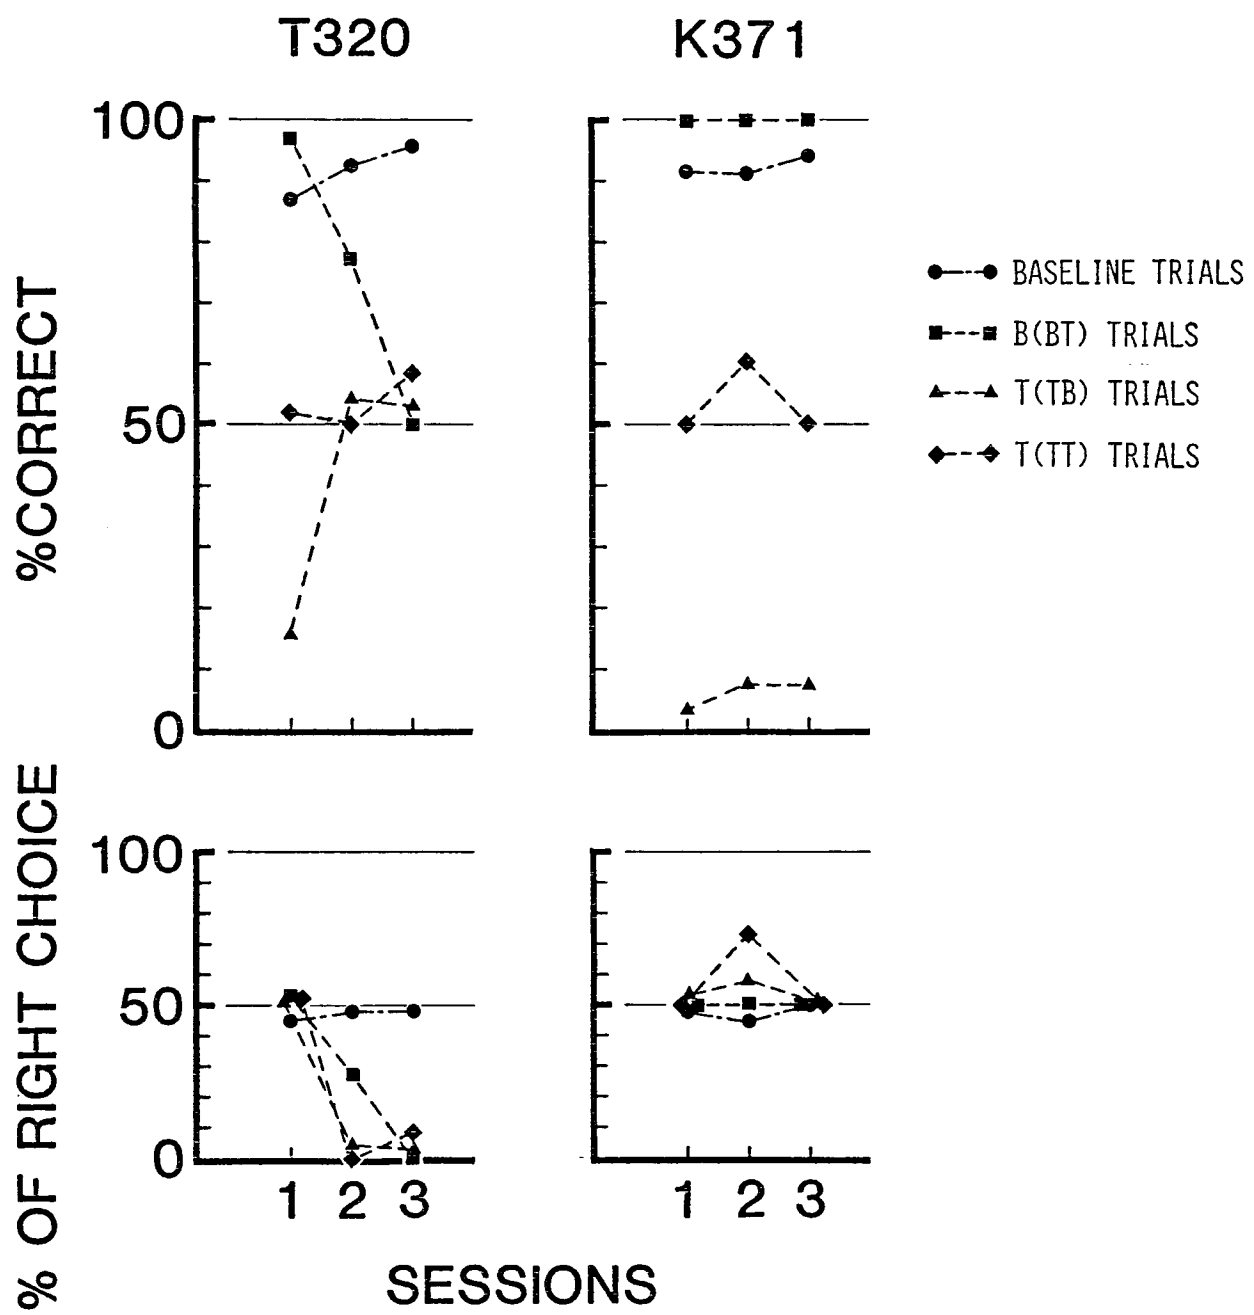 T320 K371
%CORRECT
100
50
0
BASELINE TRIALS
B(BT) TRIALS
T(TB) TRIALS
T(TT) TRIALS
% OF RIGHT CHOICE
100
50
0
1 2 3 1 2 3
SESSIONS